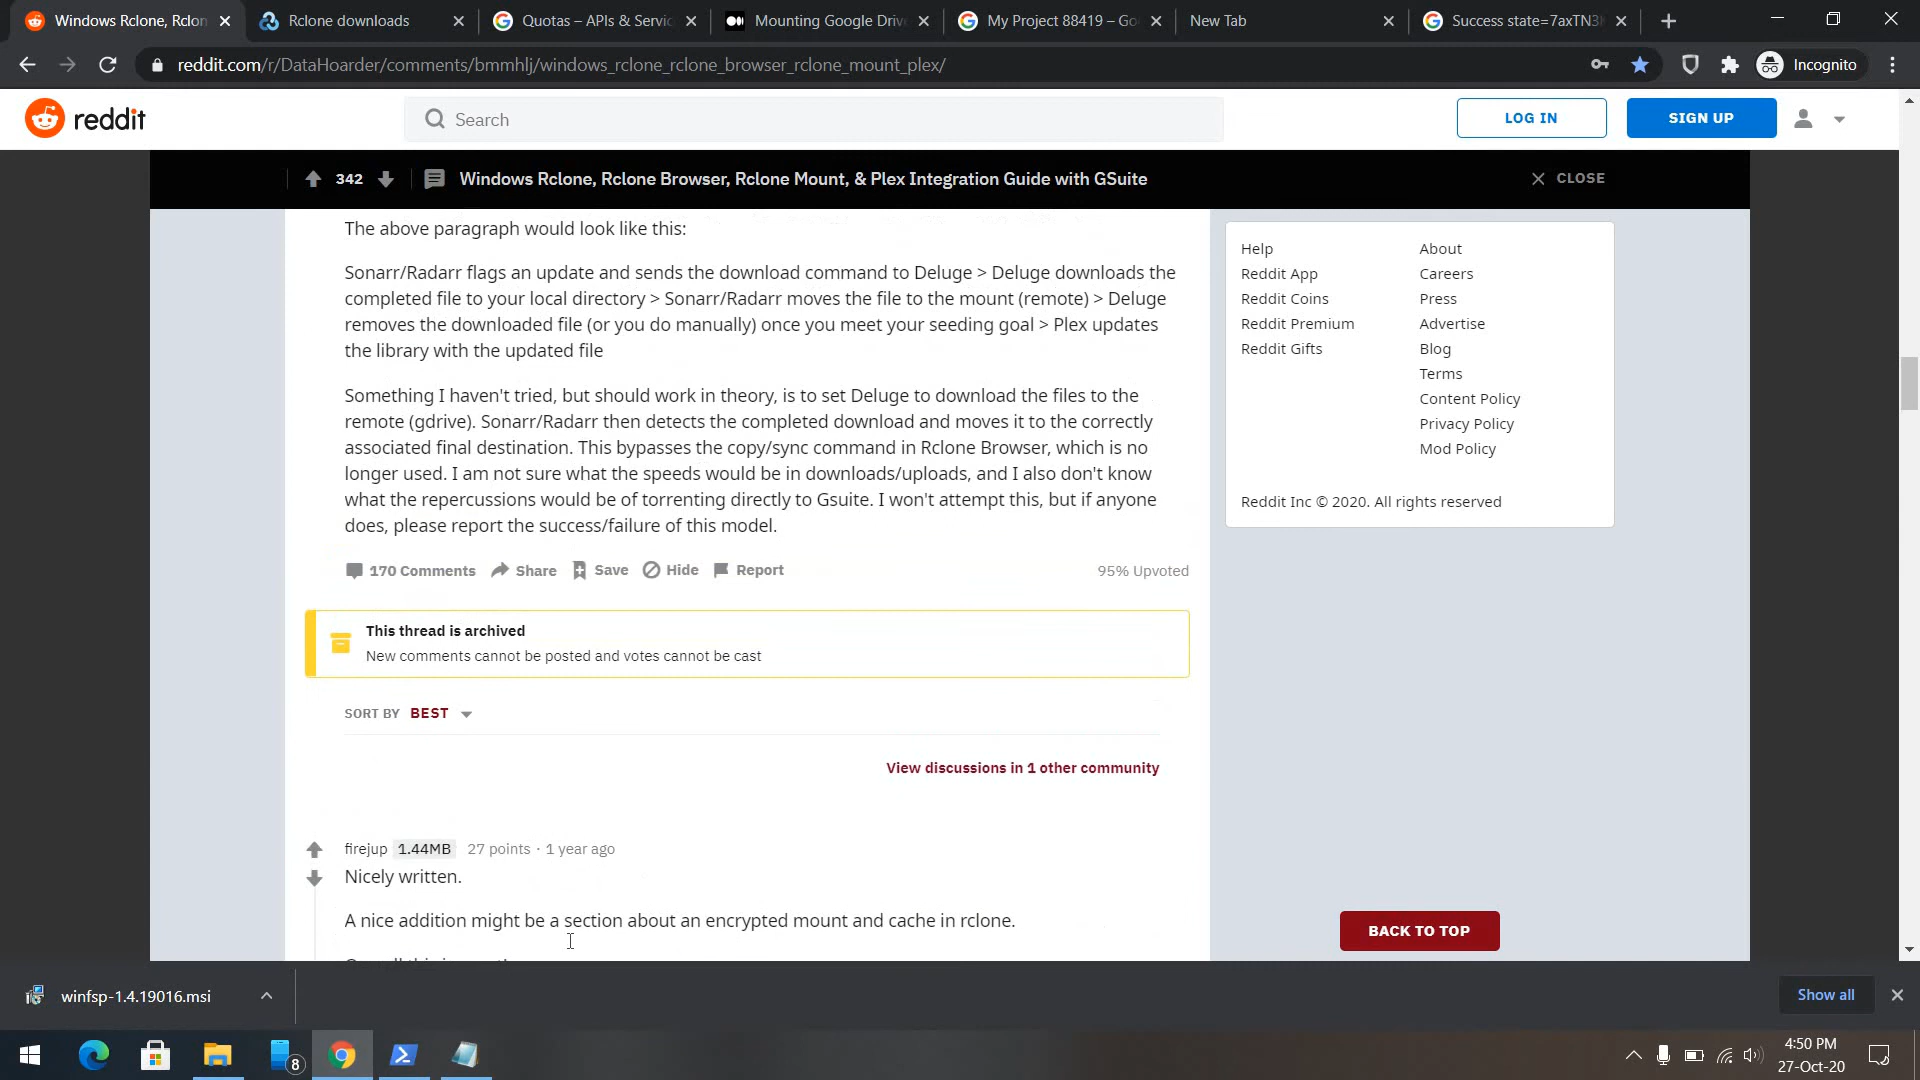 Windows Rclone, Rclon
Rclone downloads
Quotas – APIs & Servic
Mounting Google Drive
My Project 88419 – Go
New Tab
Success state=7axTN3
reddit.com/r/DataHoarder/comments/bmmhlj/windows_rclone_rclone_browser_rclone_mount_plex/
Incognito
reddit
Search
LOG IN
SIGN UP
342
Windows Rclone, Rclone Browser, Rclone Mount, & Plex Integration Guide with GSuite
CLOSE
The above paragraph would look like this:
Sonarr/Radarr flags an update and sends the download command to Deluge > Deluge downloads the
completed file to your local directory > Sonarr/Radarr moves the file to the mount (remote) > Deluge
removes the downloaded file (or you do manually) once you meet your seeding goal > Plex updates
the library with the updated file
Something I haven't tried, but should work in theory, is to set Deluge to download the files to the
remote (gdrive). Sonarr/Radarr then detects the completed download and moves it to the correctly
associated final destination. This bypasses the copy/sync command in Rclone Browser, which is no
longer used. I am not sure what the speeds would be in downloads/uploads, and I also don't know
what the repercussions would be of torrenting directly to Gsuite. I won't attempt this, but if anyone
does, please report the success/failure of this model.
170 Comments Share Save Hide Report
95% Upvoted
This thread is archived
New comments cannot be posted and votes cannot be cast
SORT BY BEST
View discussions in 1 other community
firejup 1.44MB 27 points · 1 year ago
Nicely written.
A nice addition might be a section about an encrypted mount and cache in rclone.
Help
Reddit App
Reddit Coins
Reddit Premium
Reddit Gifts
About
Careers
Press
Advertise
Blog
Terms
Content Policy
Privacy Policy
Mod Policy
Reddit Inc © 2020. All rights reserved
BACK TO TOP
winfsp-1.4.19016.msi
Show all
8
4:50 PM
27-Oct-20